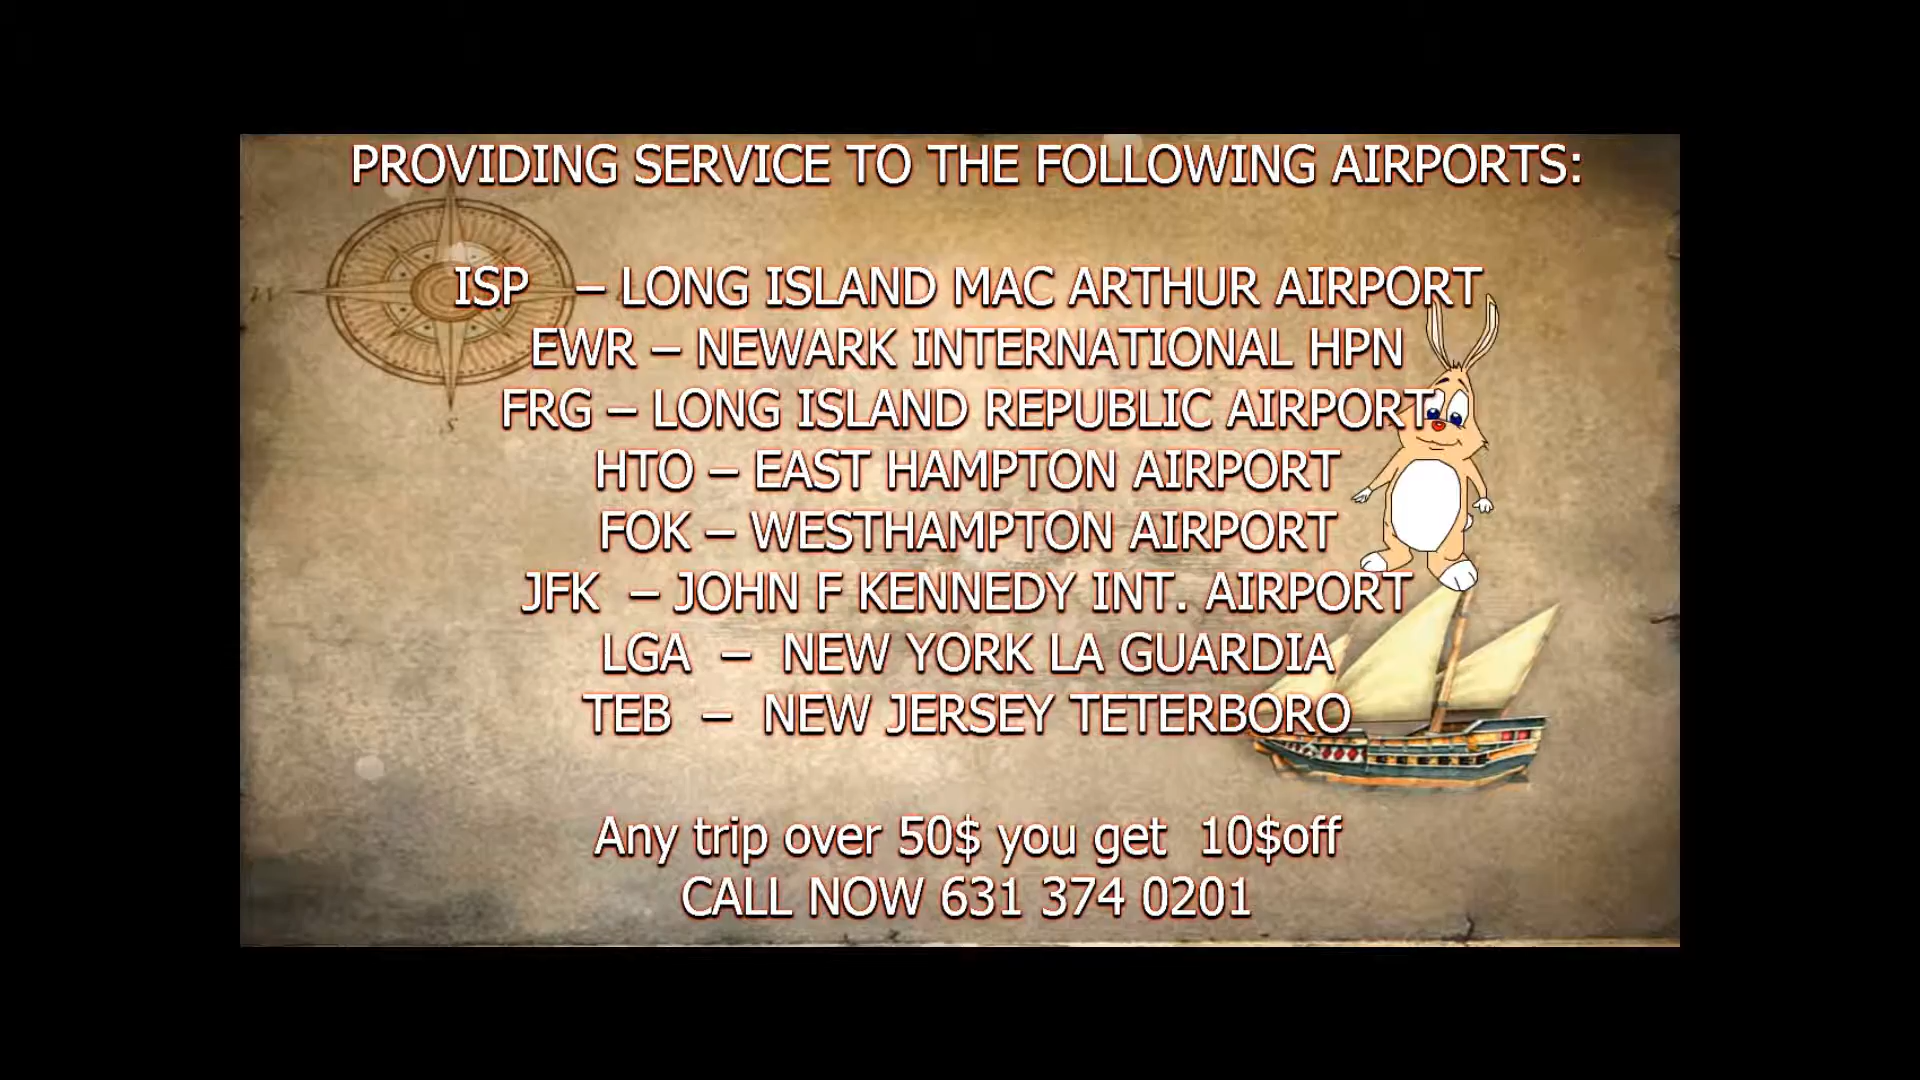 PROVIDING SERVICE TO THE FOLLOWING AIRPORTS:
ISP – LONG ISLAND MAC ARTHUR AIRPORT
EWR – NEWARK INTERNATIONAL HPN
FRG – LONG ISLAND REPUBLIC AIRPORT
HTO – EAST HAMPTON AIRPORT
FOK – WESTHAMPTON AIRPORT
JFK – JOHN F KENNEDY INT. AIRPORT
LGA – NEW YORK LA GUARDIA
TEB – NEW JERSEY TETERBORO
Any trip over 50$ you get 10$off
CALL NOW 631 374 0201
W
S